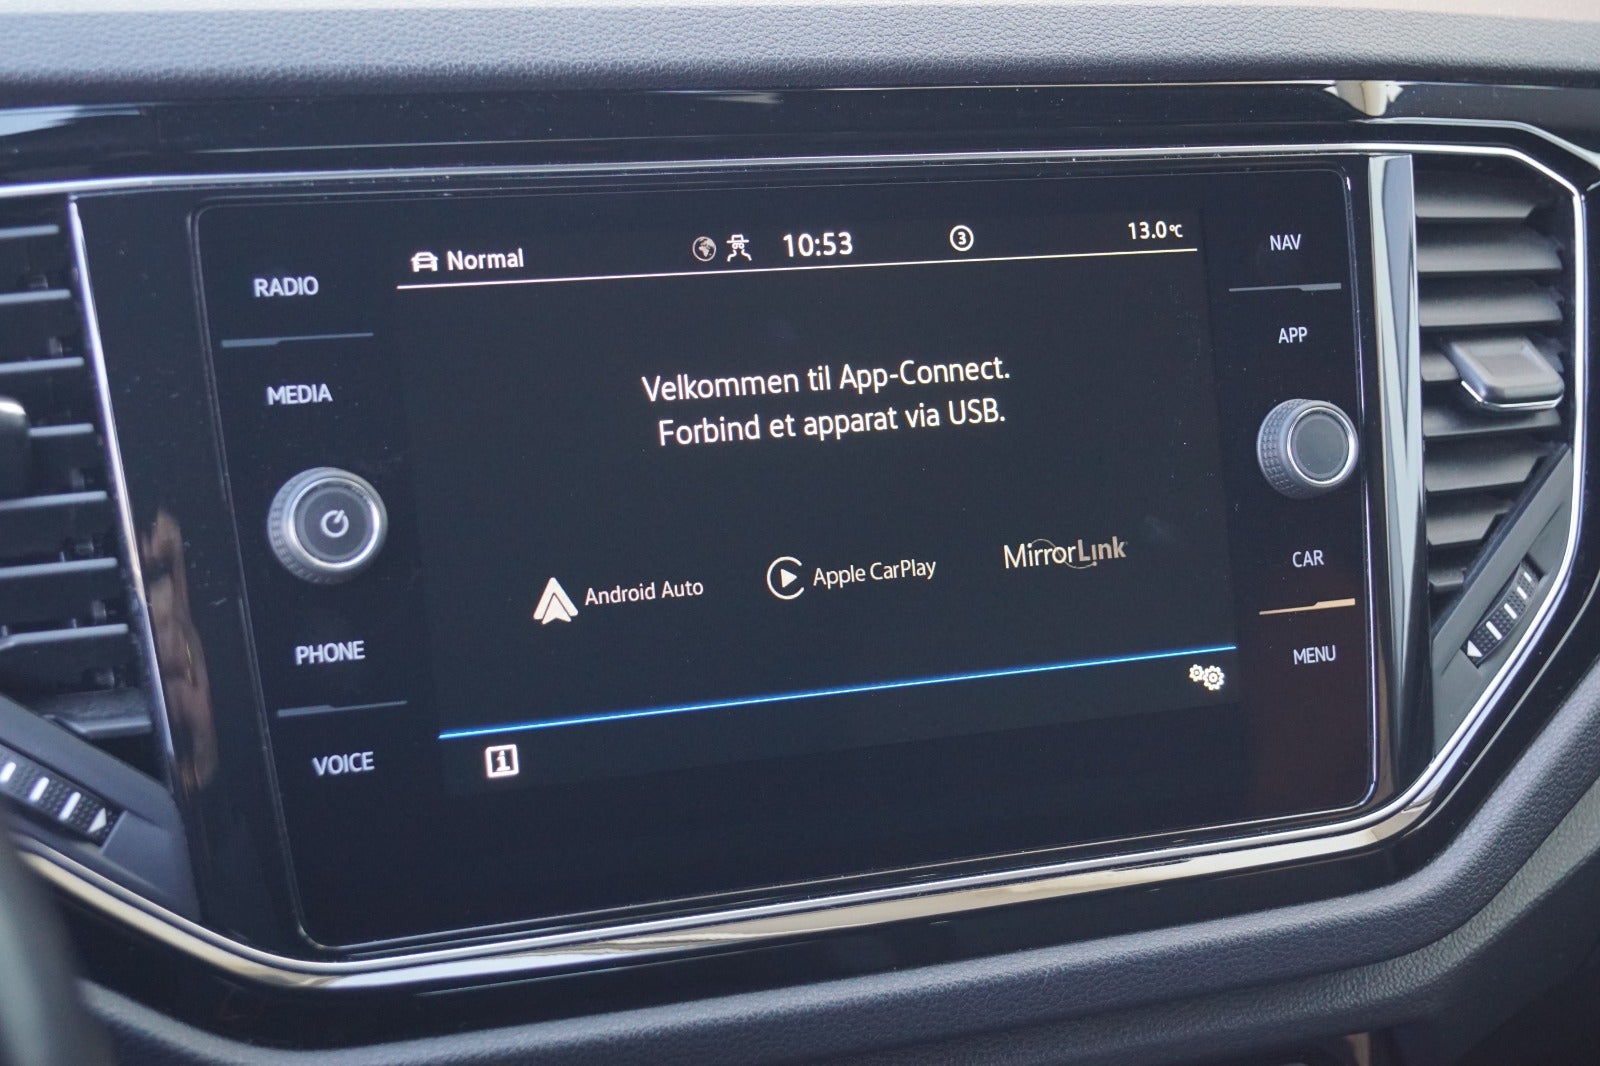 Normal
10:53
3
13.0°C
RADIO
MEDIA
PHONE
VOICE
Velkommen til App-Connect.
Forbind et apparat via USB.
Android Auto
Apple CarPlay
MirrorLink
i
NAV
APP
CAR
MENU